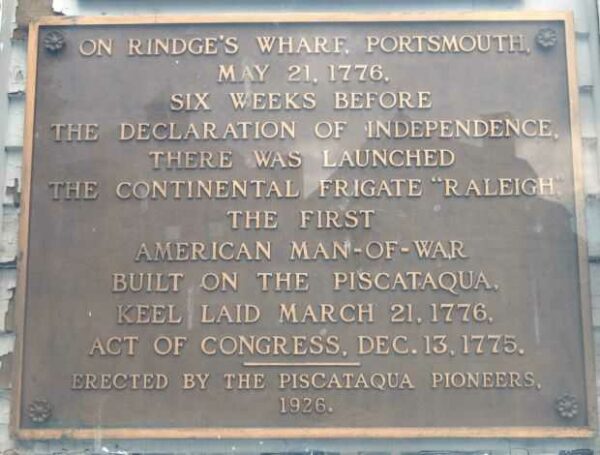 ON RINDGE'S WHARF, PORTSMOUTH,
MAY 21, 1776,
SIX WEEKS BEFORE
THE DECLARATION OF INDEPENDENCE,
THERE WAS LAUNCHED
THE CONTINENTAL FRIGATE "RALEIGH,"
THE FIRST
AMERICAN MAN-OF-WAR
BUILT ON THE PISCATAQUA,
KEEL LAID MARCH 21, 1776,
ACT OF CONGRESS, DEC. 13, 1775.
ERECTED BY THE PISCATAQUA PIONEERS,
1926.